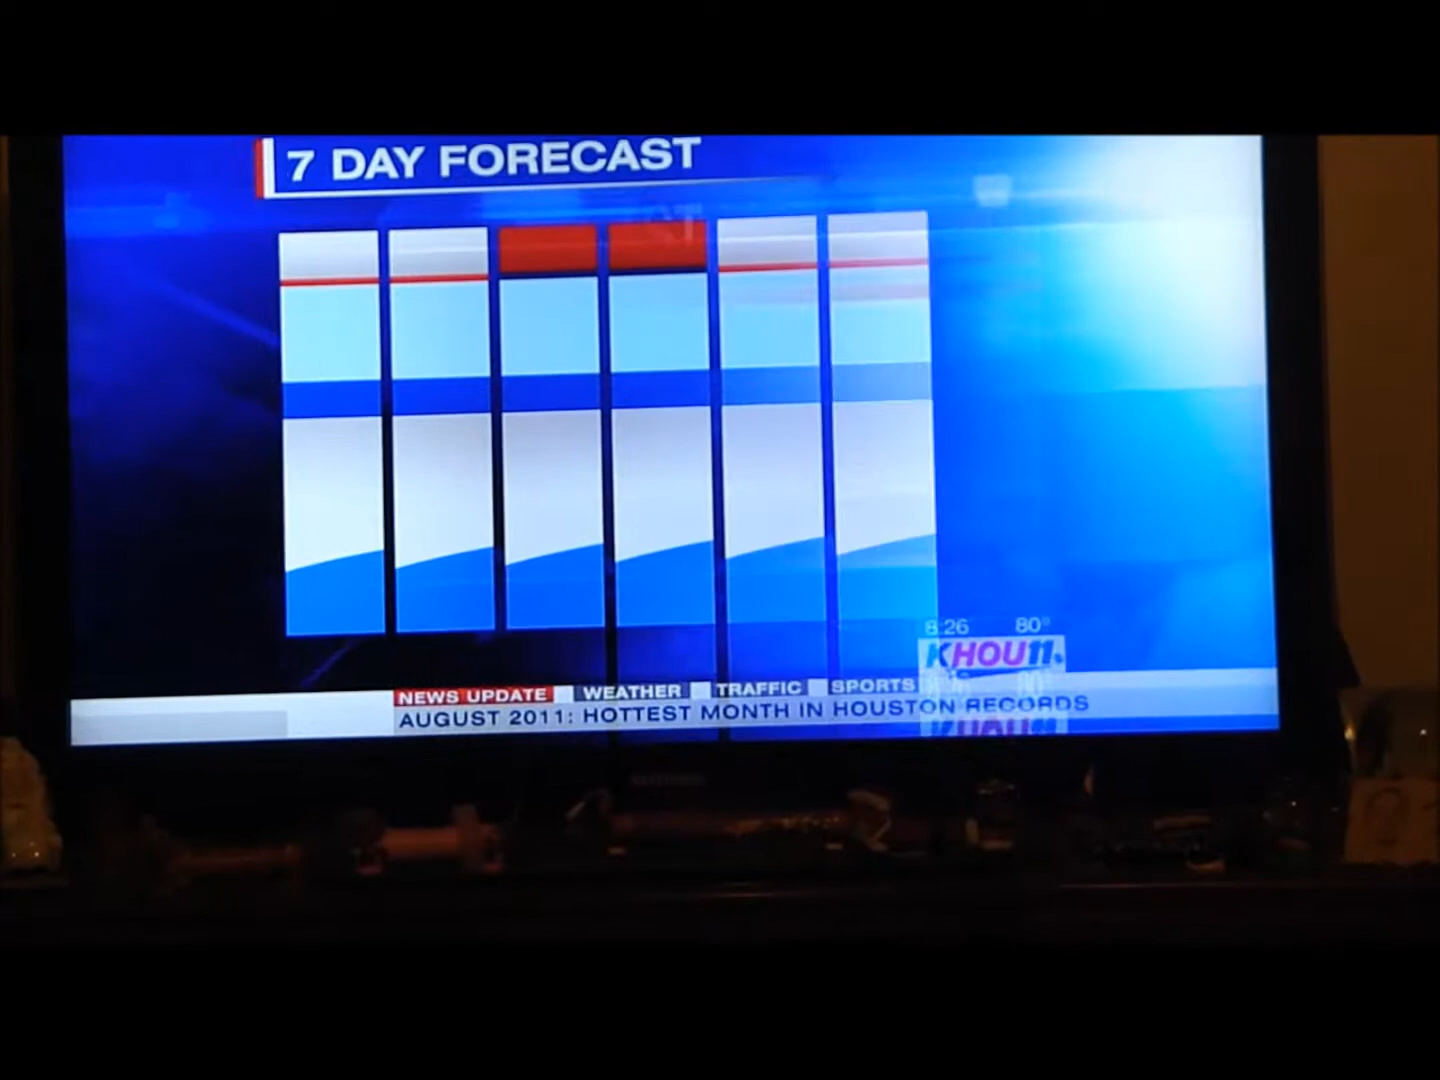 7 DAY FORECAST
8:26 80°
KHOU11
NEWS UPDATE WEATHER TRAFFIC SPORTS
AUGUST 2011: HOTTEST MONTH IN HOUSTON RECORDS
KHOU11